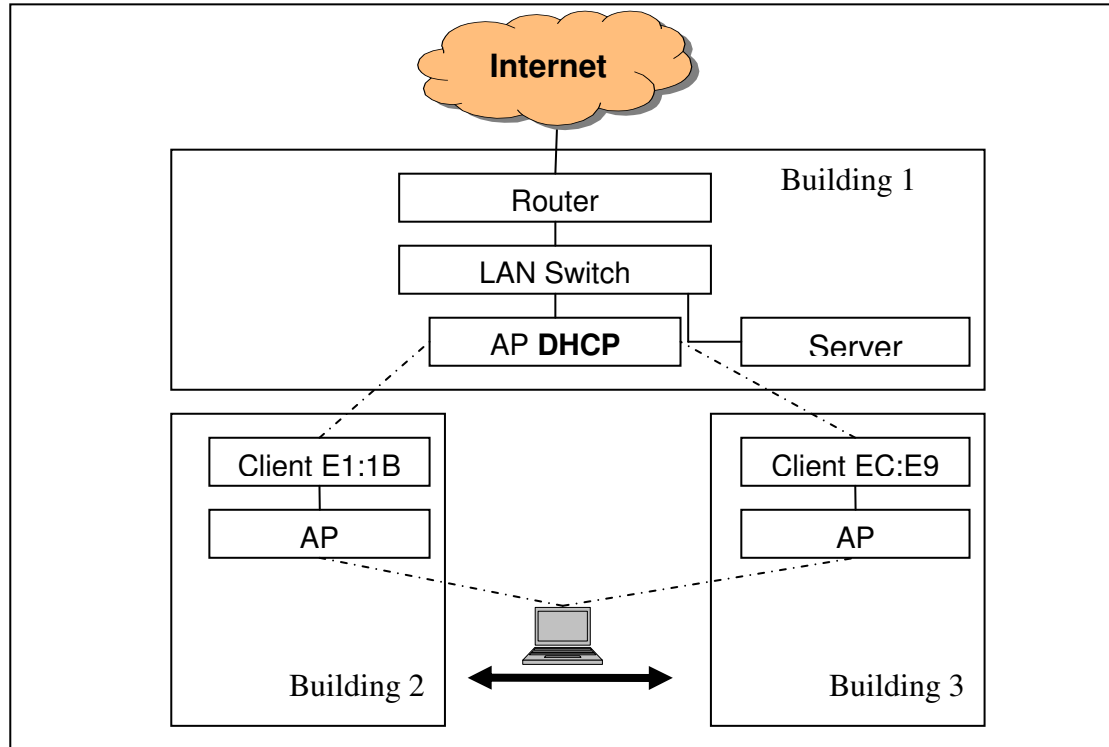 Internet
Building 1
Router
LAN Switch
AP DHCP
Server
Client E1:1B
Client EC:E9
AP
AP
Building 2
Building 3